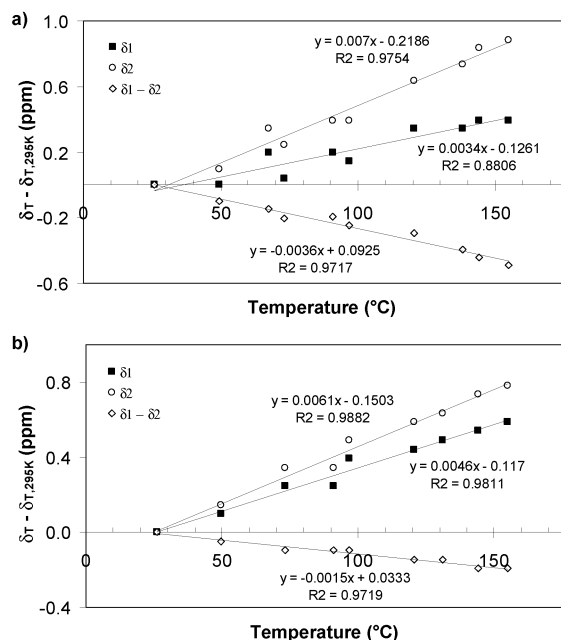 a)
δT - δT,295K (ppm)
1.0
0.6
0.2
-0.2
-0.6
δ1
δ2
δ1 – δ2
y = 0.007x - 0.2186
R2 = 0.9754
y = 0.0034x - 0.1261
R2 = 0.8806
y = -0.0036x + 0.0925
R2 = 0.9717
0 50 100 150
Temperature (°C)
b)
δT - δT,295K (ppm)
0.8
0.4
0.0
-0.4
δ1
δ2
δ1 – δ2
y = 0.0061x - 0.1503
R2 = 0.9882
y = 0.0046x - 0.117
R2 = 0.9811
0 50 100 150
y = -0.0015x + 0.0333
R2 = 0.9719
Temperature (°C)